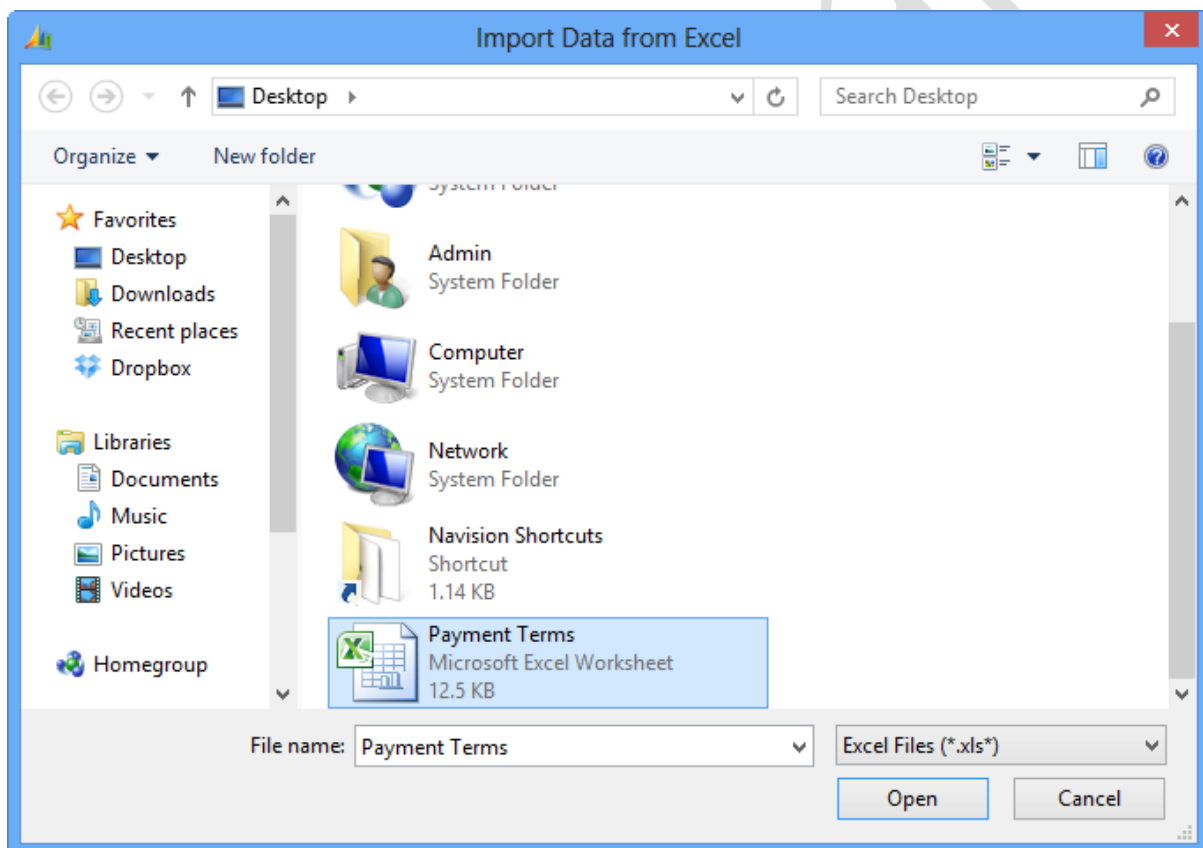 Import Data from Excel
Desktop
Search Desktop
Organize
New folder
Favorites
Desktop
Downloads
Recent places
Dropbox
Libraries
Documents
Music
Pictures
Videos
Homegroup
System Folder
Admin
System Folder
Computer
System Folder
Network
System Folder
Navision Shortcuts
Shortcut
1.14 KB
Payment Terms
Microsoft Excel Worksheet
12.5 KB
File name: Payment Terms
Excel Files (*.xls*)
Open
Cancel